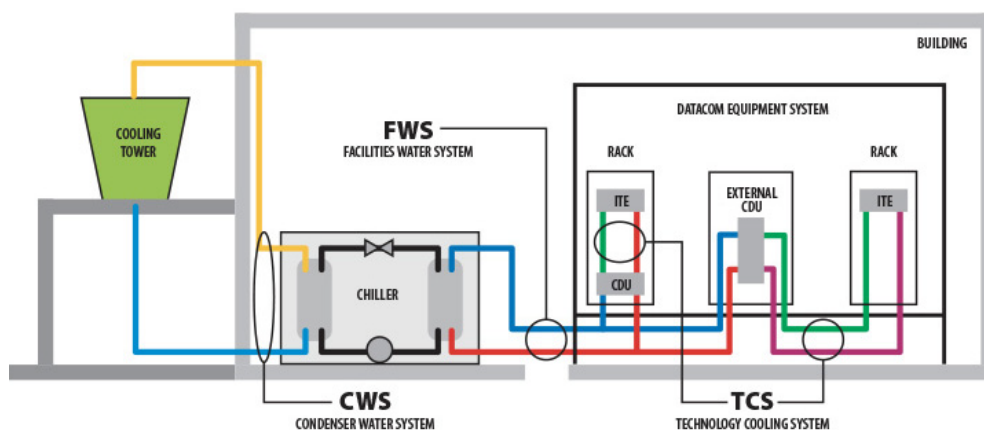 BUILDING
COOLING
TOWER
FWS
FACILITIES WATER SYSTEM
DATACOM EQUIPMENT SYSTEM
RACK
RACK
ITE
EXTERNAL
CDU
ITE
CHILLER
CDU
CWS
CONDENSER WATER SYSTEM
TCS
TECHNOLOGY COOLING SYSTEM